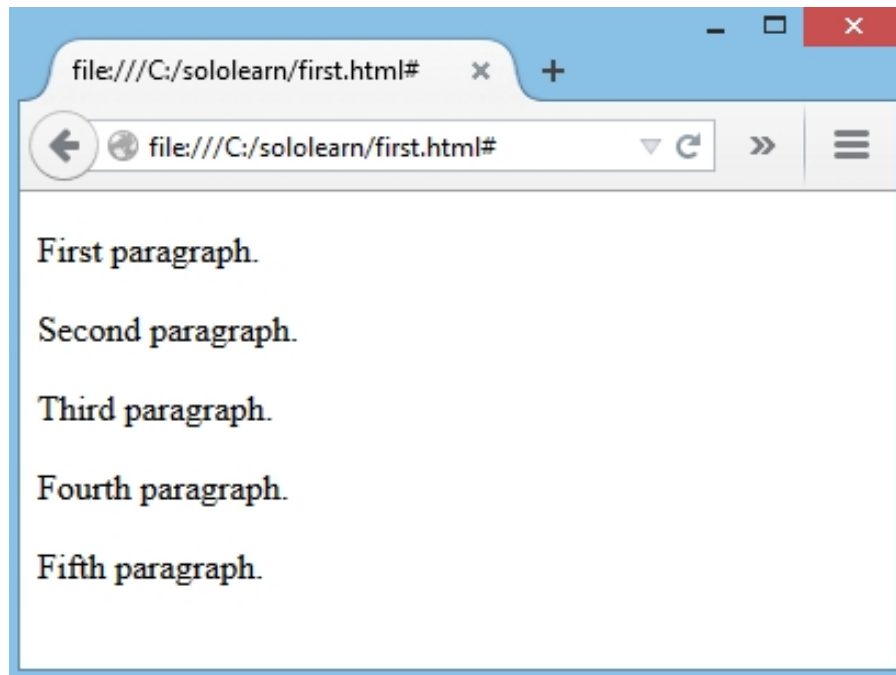 file:///C:/sololearn/first.html#
file:///C:/sololearn/first.html#
First paragraph.
Second paragraph.
Third paragraph.
Fourth paragraph.
Fifth paragraph.